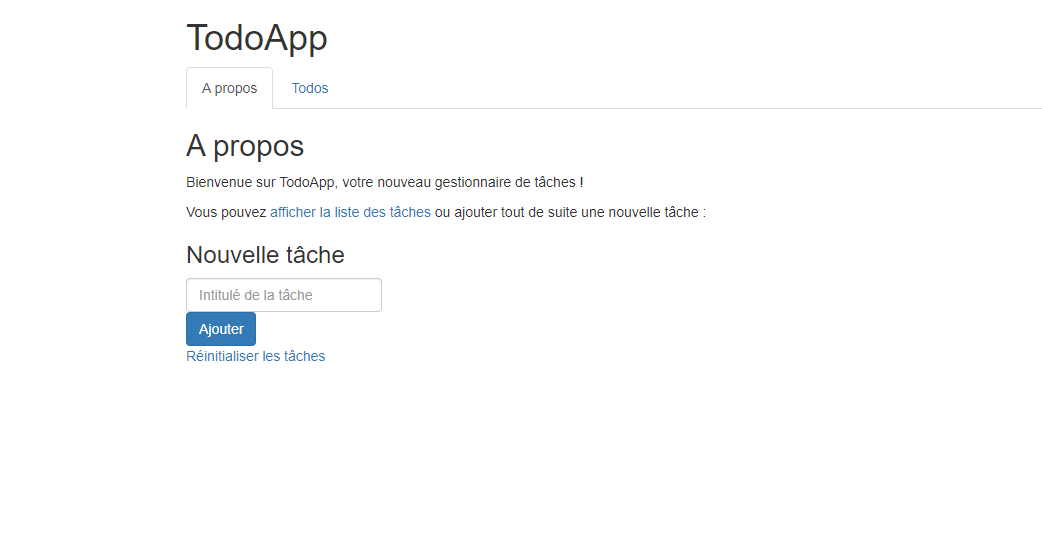 TodoApp
A propos Todos
A propos
Bienvenue sur TodoApp, votre nouveau gestionnaire de tâches !
Vous pouvez afficher la liste des tâches ou ajouter tout de suite une nouvelle tâche :
Nouvelle tâche
Intitulé de la tâche
Ajouter
Réinitialiser les tâches